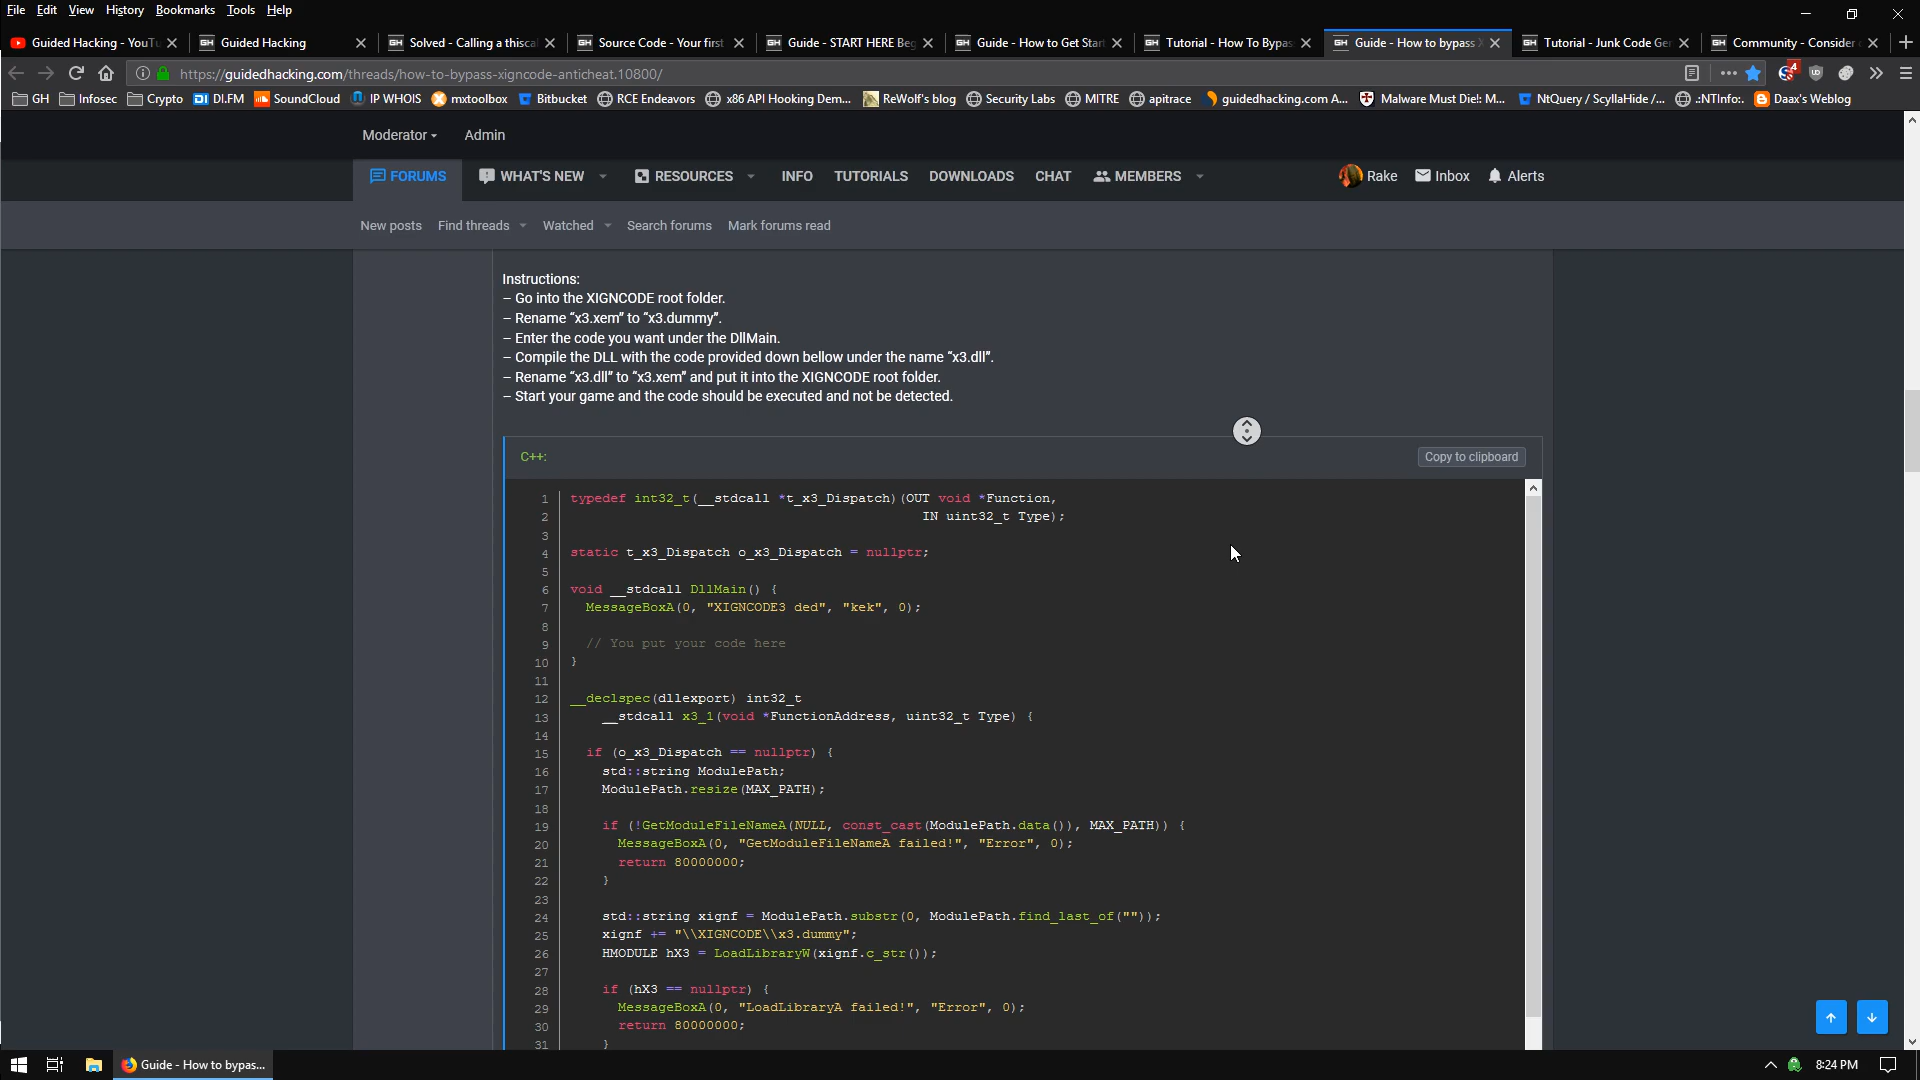 File Edit View History Bookmarks Tools Help
Guided Hacking - YouTu
Guided Hacking
Solved - Calling a thiscal
Source Code - Your first
Guide - START HERE Beg
Guide - How to Get Start
Tutorial - How To Bypas
Guide - How to bypass X
Tutorial - Junk Code Gen
Community - Consider
https://guidedhacking.com/threads/how-to-bypass-xigncode-anticheat.10800/
4
GH Infosec Crypto DI.FM SoundCloud IP WHOIS mxtoolbox Bitbucket RCE Endeavors x86 API Hooking Dem... ReWolf's blog Security Labs MITRE apitrace guidedhacking.com A... Malware Must Die!: M... NtQuery / ScyllaHide /... .:NTInfo:. Daax's Weblog
Moderator Admin
FORUMS WHAT'S NEW RESOURCES INFO TUTORIALS DOWNLOADS CHAT MEMBERS Rake Inbox Alerts
New posts Find threads Watched Search forums Mark forums read
Instructions:
– Go into the XIGNCODE root folder.
– Rename “x3.xem” to “x3.dummy”.
– Enter the code you want under the DllMain.
– Compile the DLL with the code provided down bellow under the name “x3.dll”.
– Rename “x3.dll” to “x3.xem” and put it into the XIGNCODE root folder.
– Start your game and the code should be executed and not be detected.
C++: Copy to clipboard
1 typedef int32_t(__stdcall *t_x3_Dispatch)(OUT void *Function,
2 IN uint32_t Type);
3
4 static t_x3_Dispatch o_x3_Dispatch = nullptr;
5
6 void __stdcall DllMain() {
7 MessageBoxA(0, "XIGNCODE3 ded", "kek", 0);
8
9 // You put your code here
10 }
11
12 __declspec(dllexport) int32_t
13 __stdcall x3_1(void *FunctionAddress, uint32_t Type) {
14
15 if (o_x3_Dispatch == nullptr) {
16 std::string ModulePath;
17 ModulePath.resize(MAX_PATH);
18
19 if (!GetModuleFileNameA(NULL, const_cast(ModulePath.data()), MAX_PATH)) {
20 MessageBoxA(0, "GetModuleFileNameA failed!", "Error", 0);
21 return 80000000;
22 }
23
24 std::string xignf = ModulePath.substr(0, ModulePath.find_last_of(""));
25 xignf += "\\XIGNCODE\\x3.dummy";
26 HMODULE hX3 = LoadLibraryW(xignf.c_str());
27
28 if (hX3 == nullptr) {
29 MessageBoxA(0, "LoadLibraryA failed!", "Error", 0);
30 return 80000000;
31 }
Guide - How to bypas... 8:24 PM